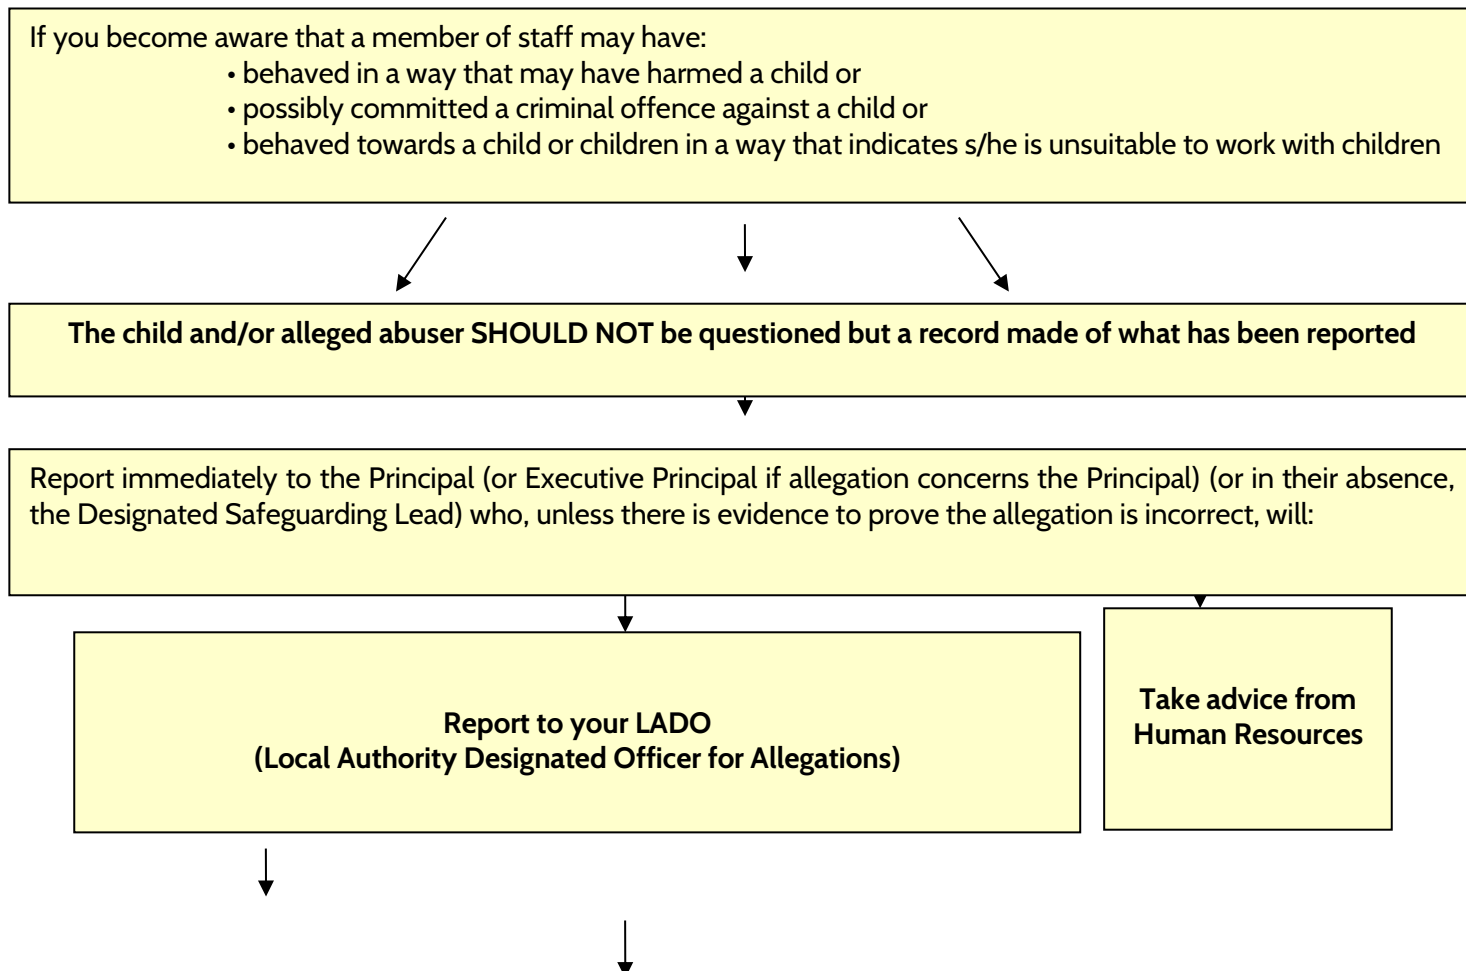 If you become aware that a member of staff may have:
• behaved in a way that may have harmed a child or
• possibly committed a criminal offence against a child or
• behaved towards a child or children in a way that indicates s/he is unsuitable to work with children
The child and/or alleged abuser SHOULD NOT be questioned but a record made of what has been reported
Report immediately to the Principal (or Executive Principal if allegation concerns the Principal) (or in their absence,
the Designated Safeguarding Lead) who, unless there is evidence to prove the allegation is incorrect, will:
Report to your LADO
(Local Authority Designated Officer for Allegations)
Take advice from
Human Resources